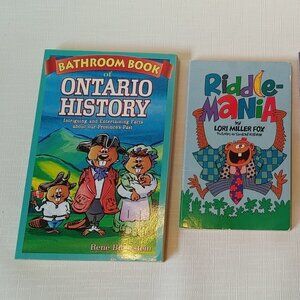 BATHROOM BOOK
of
ONTARIO
HISTORY
Intriguing and Entertaining Facts
about our Province's Past
René
Riddle-
MANiA
by
LORI MILLER FOX